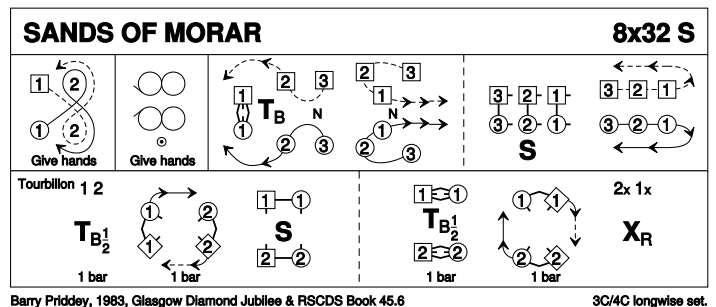 SANDS OF MORAR 8x32 S
1 2 1 2
Give hands Give hands
2 3 1 T B N 1 2 3
2 3 1 N 1 2 3
3 2 1 3 2 1 S
3 2 1 3 2 1
Tourbillon 1 2
T B 1/2 1 2 1 2 1 1 S 2 2
1 bar 1 bar
1 1 T B 1/2 2 2 1 1 2 2
2x 1x
X R
1 bar 1 bar
Barry Priddey, 1983, Glasgow Diamond Jubilee & RSCDS Book 45.6 3C/4G longwise set.